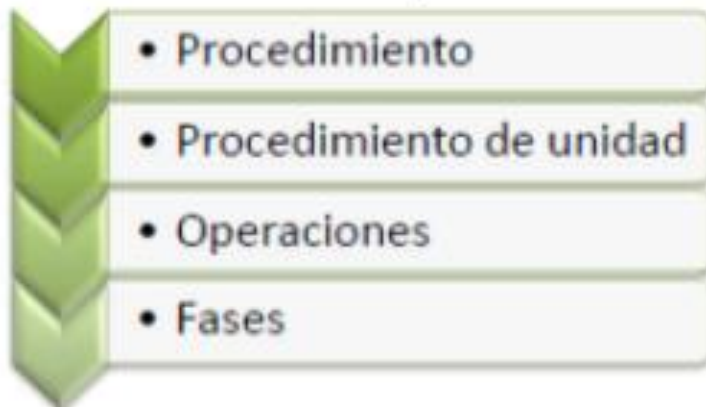 • Procedimiento
• Procedimiento de unidad
• Operaciones
• Fases